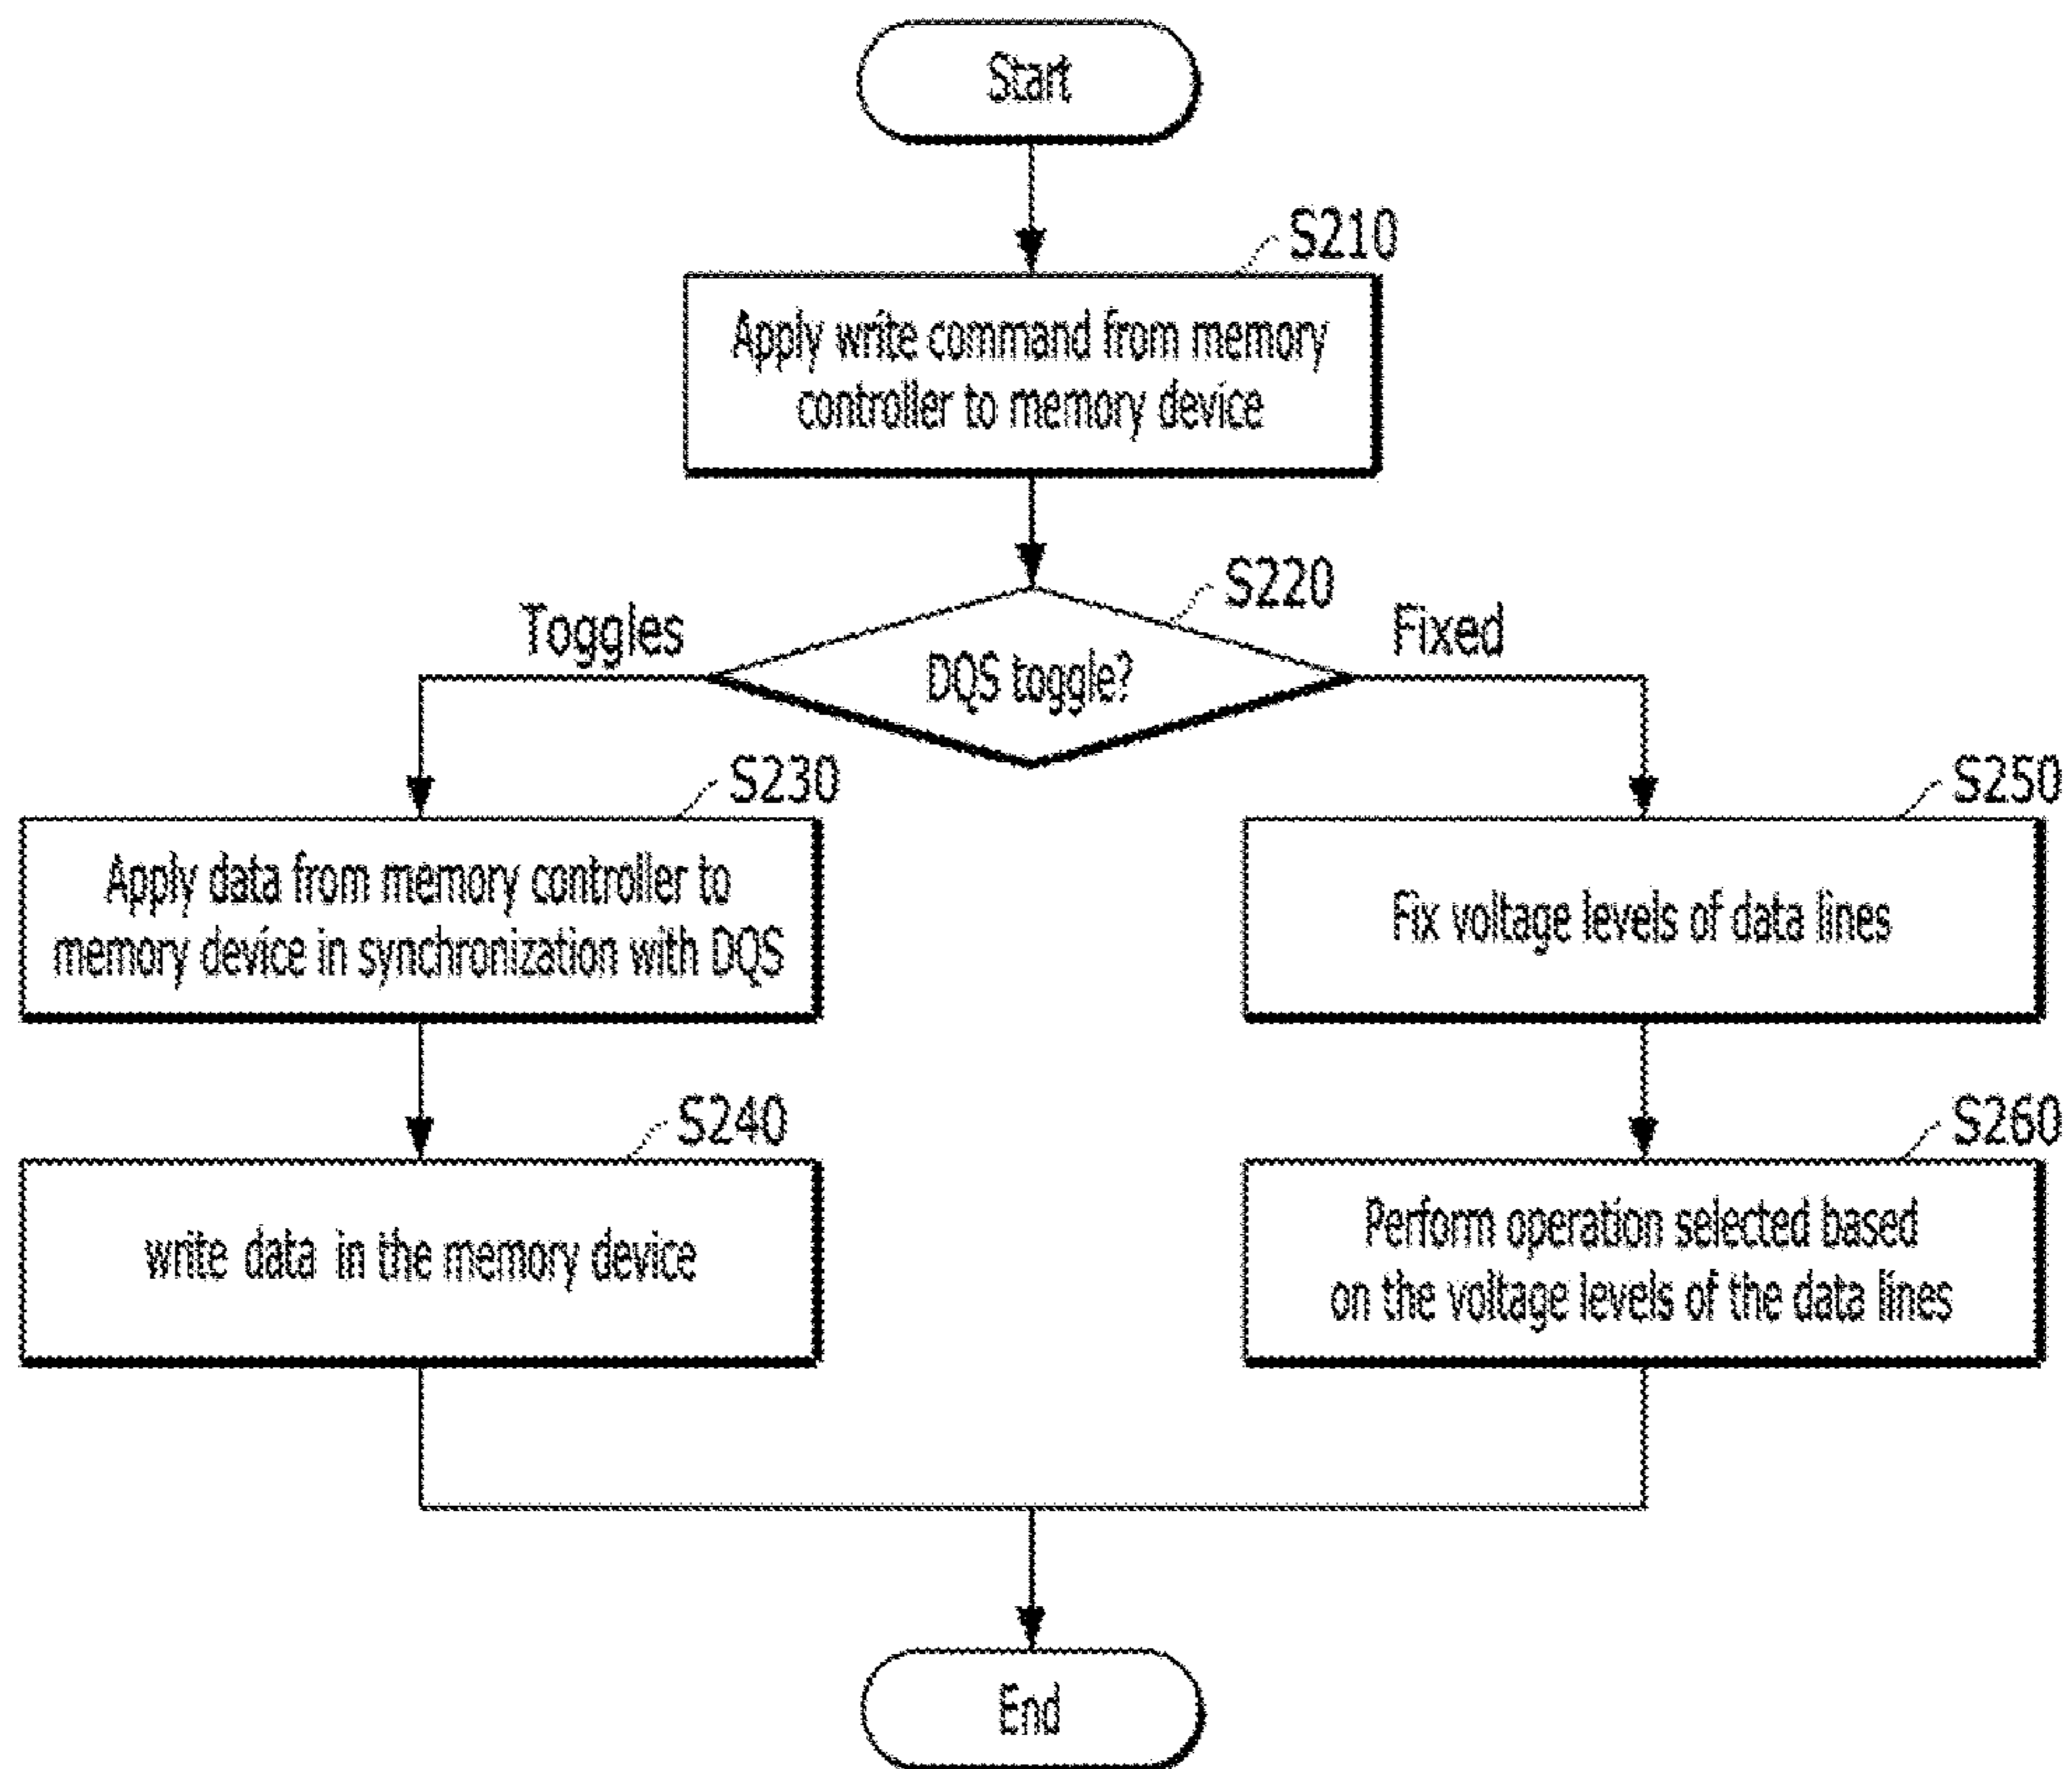 Start
S210
Apply write command from memory
controller to memory device
S220
Toggles
DQS toggle?
Fixed
S230
Apply data from memory controller to
memory device in synchronization with DQS
S250
Fix voltage levels of data lines
S240
write data in the memory device
S260
Perform operation selected based
on the voltage levels of the data lines
End